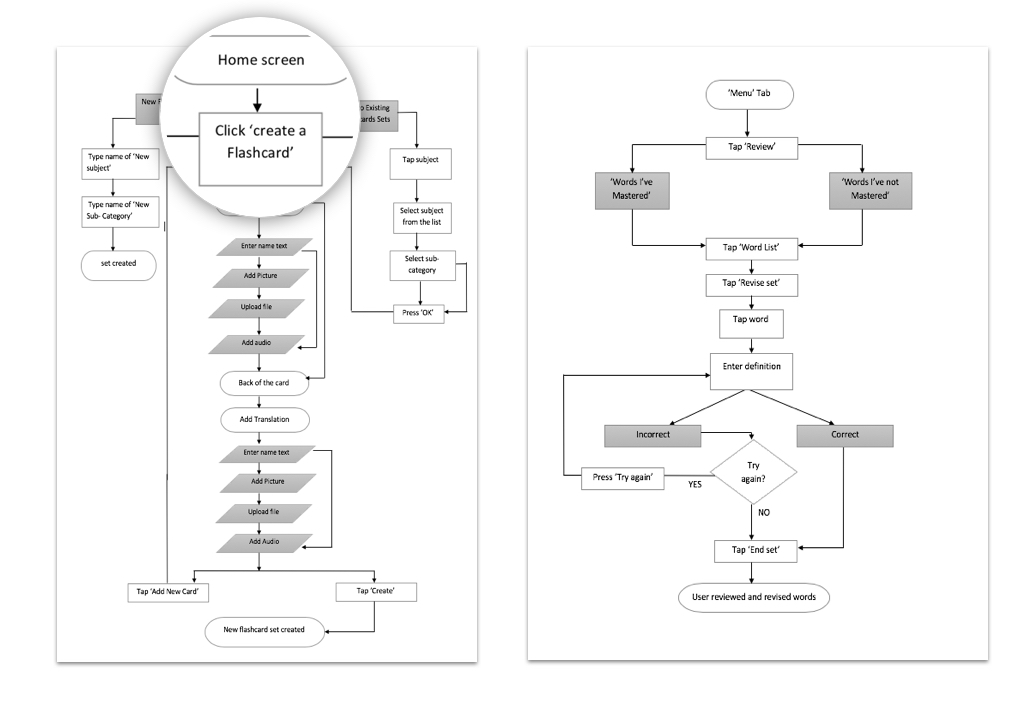 Home screen
Click ‘create a
Flashcard’
New
o Existing
ards Sets
Type name of ‘New
subject’
Type name of ‘New
Sub- Category’
set created
Tap subject
Select subject
from the list
Select sub-
category
Press ‘OK’
Enter name text
Add Picture
Upload file
Add audio
Back of the card
Add Translation
Enter name text
Add Picture
Upload file
Add Audio
Tap ‘Add New Card’
Tap ‘Create’
New flashcard set created
‘Menu’ Tab
Tap ‘Review’
‘Words I’ve
Mastered’
‘Words I’ve not
Mastered’
Tap ‘Word List’
Tap ‘Revise set’
Tap word
Enter definition
Incorrect
Correct
Try
again?
Press ‘Try again’
YES
NO
Tap ‘End set’
User reviewed and revised words